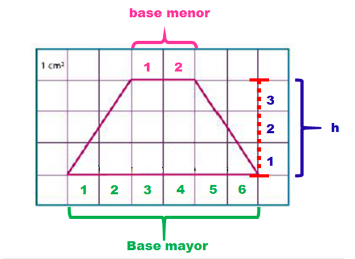 base menor
1 cm²
1 2
3
2
h
1
1 2 3 4 5 6
Base mayor